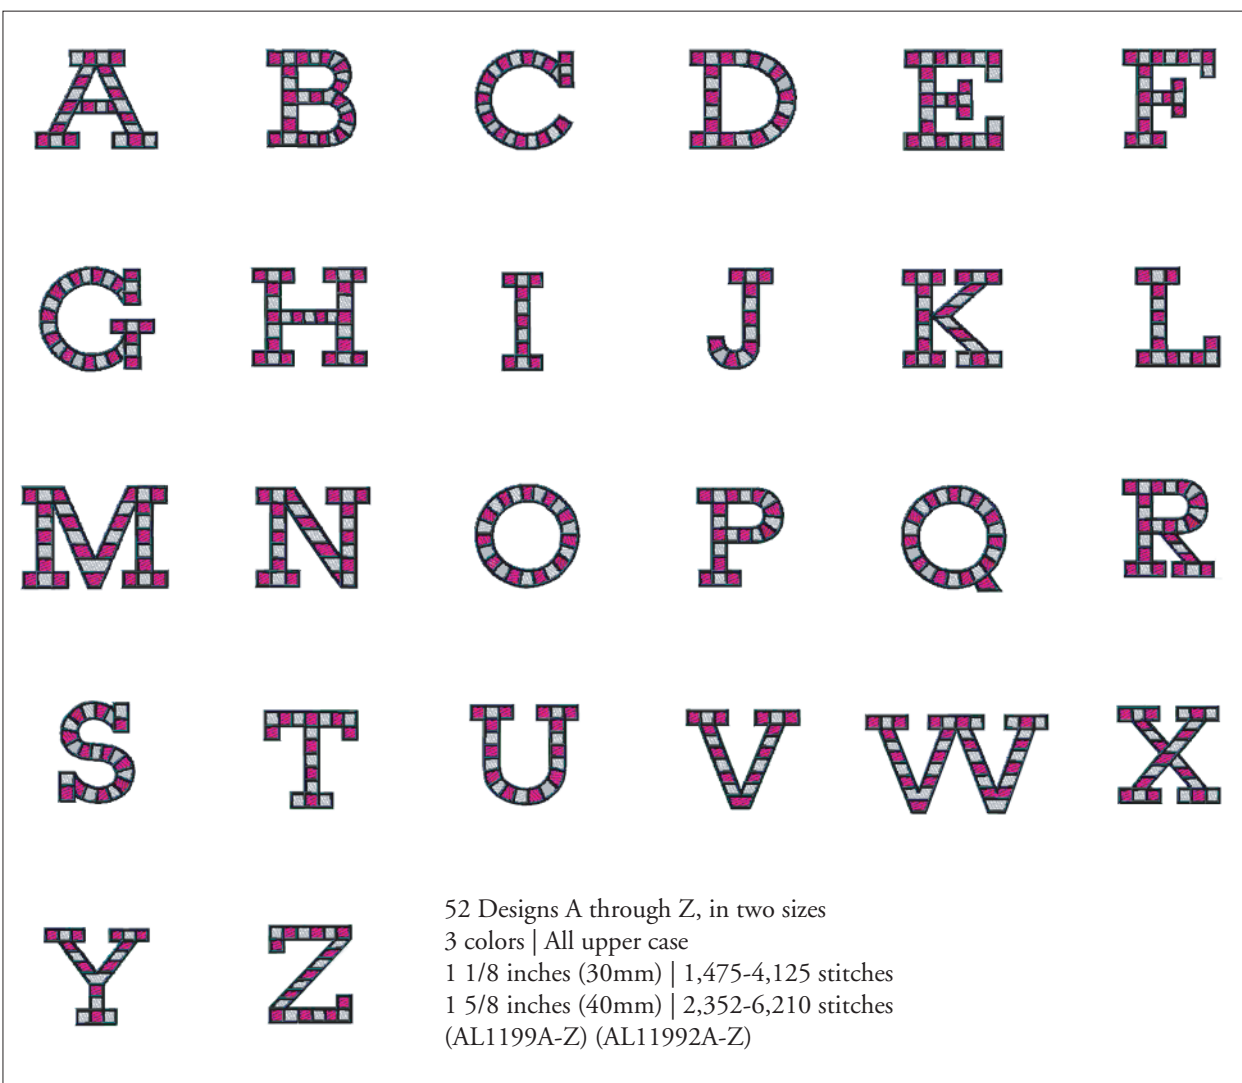 A B C D E F
G H I J K L
M N O P Q R
S T U V W X
Y Z
52 Designs A through Z, in two sizes
3 colors | All upper case
1 1/8 inches (30mm) | 1,475-4,125 stitches
1 5/8 inches (40mm) | 2,352-6,210 stitches
(AL1199A-Z) (AL11992A-Z)